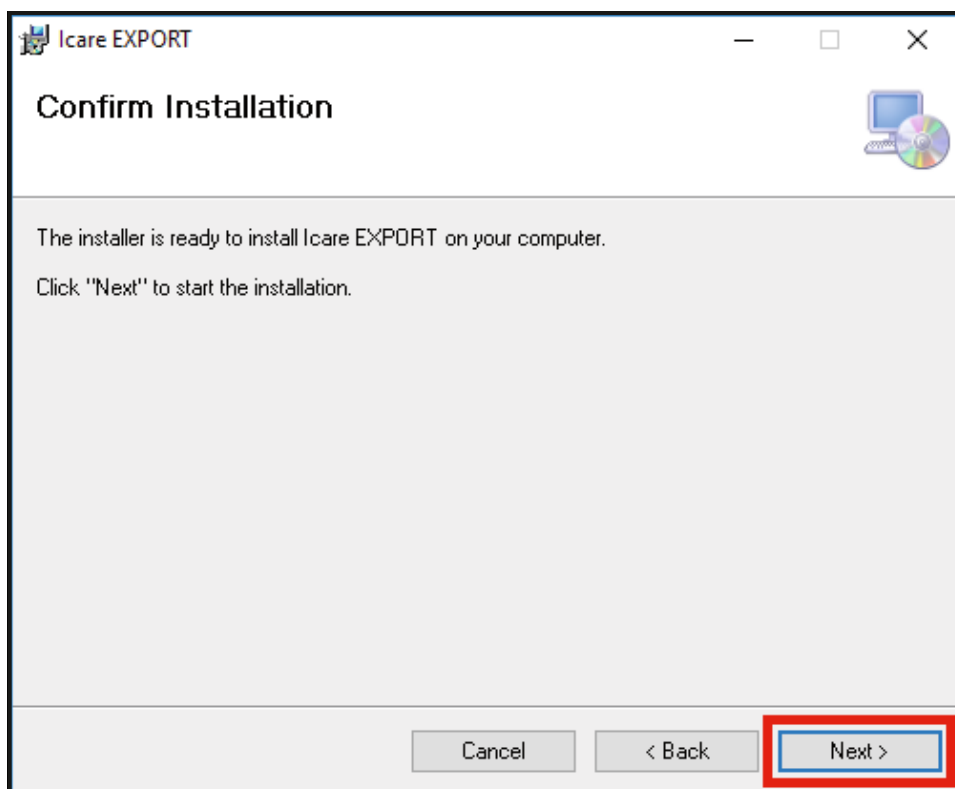 Icare EXPORT
Confirm Installation
The installer is ready to install Icare EXPORT on your computer.
Click "Next" to start the installation.
Cancel
< Back
Next >